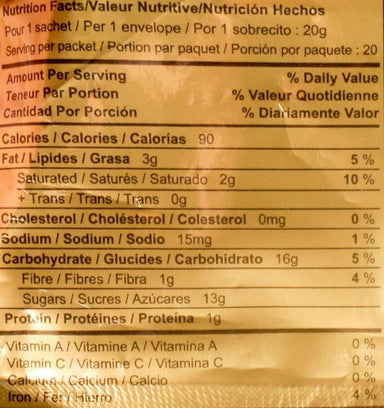 Nutrition Facts/Valeur Nutritive/Nutrición Hechos
Pour 1 sachet / Per 1 envelope / Por 1 sobrecito : 20g
Serving per packet / Portion par paquet / Porción por paquete : 20
Amount Per Serving % Daily Value
Teneur Par Portion % Valeur Quotidienne
Cantidad Por Porción % Diariamente Valor
Calories / Calories / Calorias 90
Fat / Lipides / Grasa 3g 5 %
Saturated / Saturés / Saturado 2g 10 %
+ Trans / Trans / Trans 0g
Cholesterol / Choléstérol / Colesterol 0mg 0 %
Sodium / Sodium / Sodio 15mg 1 %
Carbohydrate / Glucides / Carbohidrato 16g 5 %
Fibre / Fibres / Fibra 1g 4 %
Sugars / Sucres / Azúcares 13g
Protein / Protéines / Proteína 1g
Vitamin A / Vitamine A / Vitamina A 0 %
Vitamin C / Vitamine C / Vitamina C 0 %
Calcium / Calcium / Calcio 0 %
Iron / Fer / Hierro 4 %